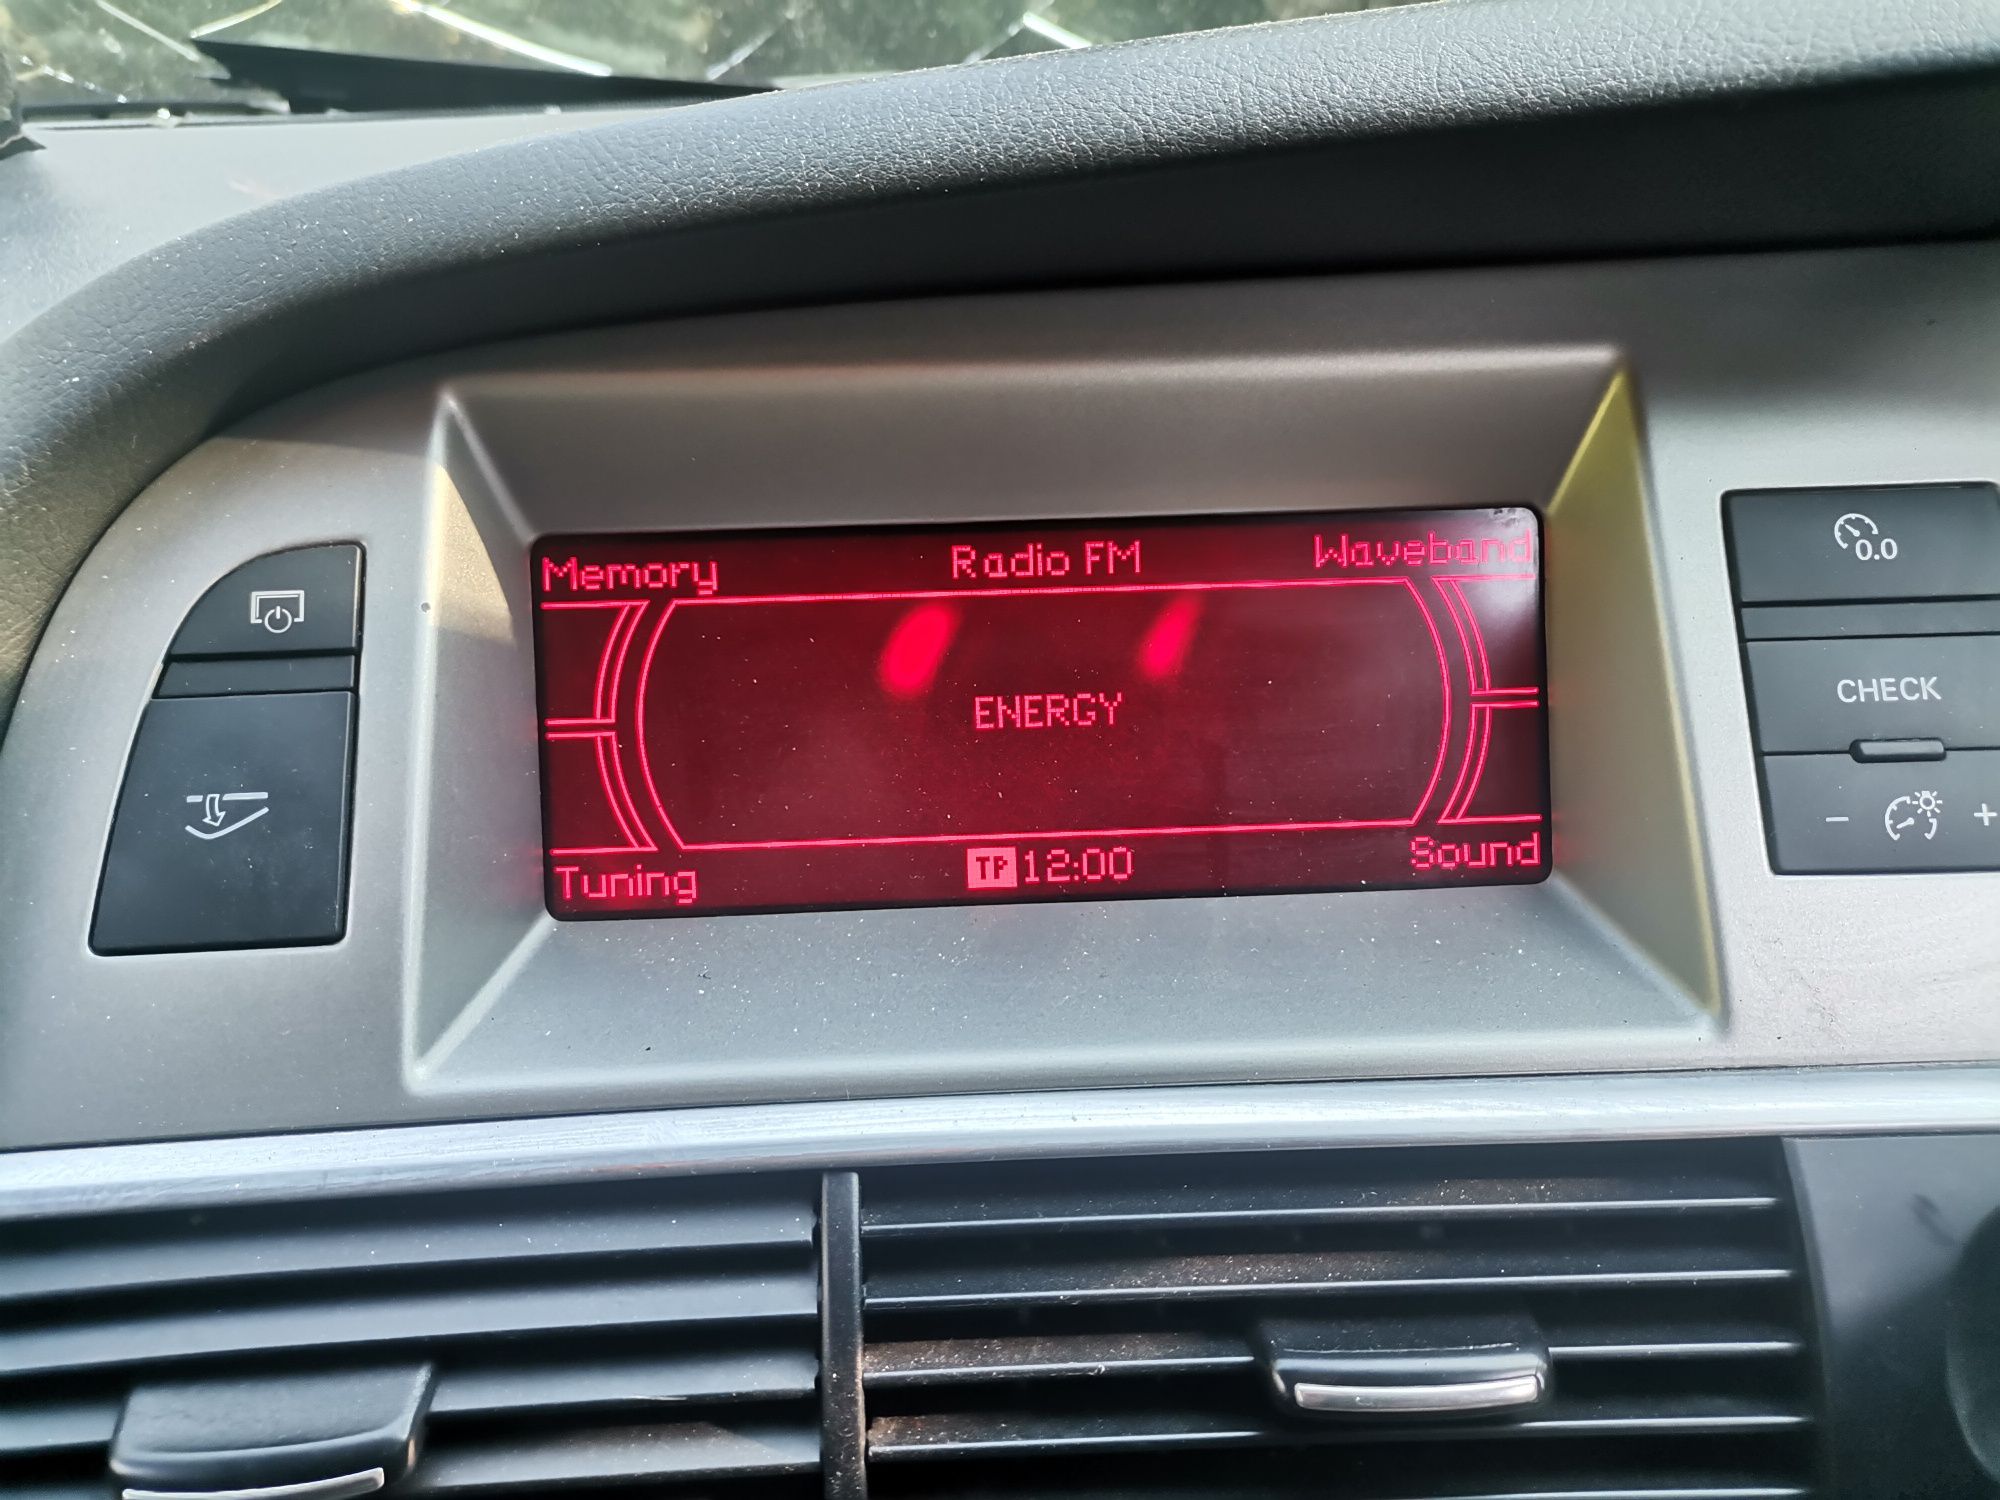 Memory Radio FM Waveband
ENERGY
Tuning TP 12:00 Sound
0.0
CHECK
- +